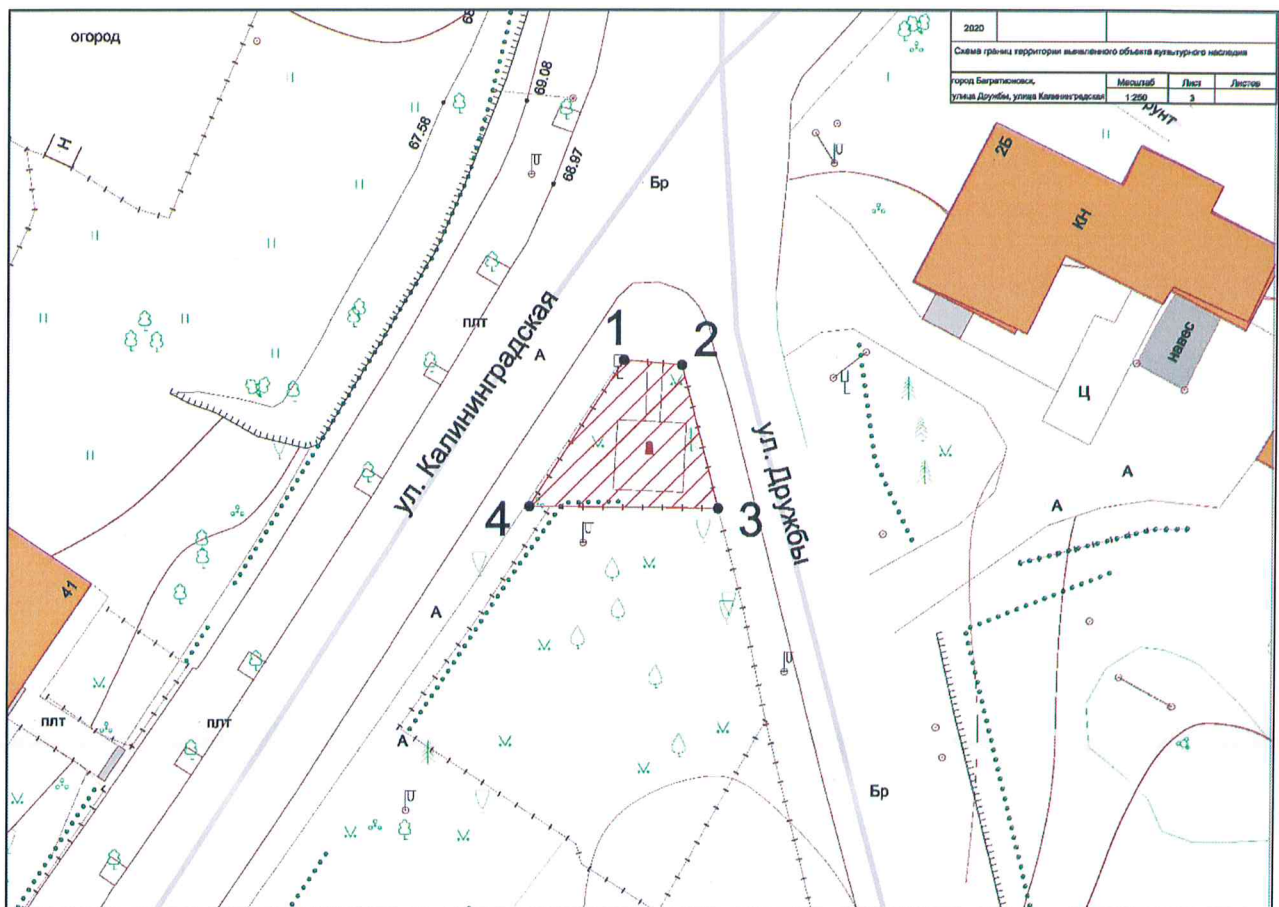 огород
2020
Схема границ территории выявленного объекта культурного наследия
город Багратионовск,
улица Дружбы, улица Калининградская
Масштаб
Лист
Листов
1:250
3
рунт
68
69.08
67.58
68.97
Н
Бр
2Б
КН
навес
Ц
плт
ул. Калининградская
А
1
2
ул. Дружбы
4
3
А
А
41
А
плт
плт
А
Бр